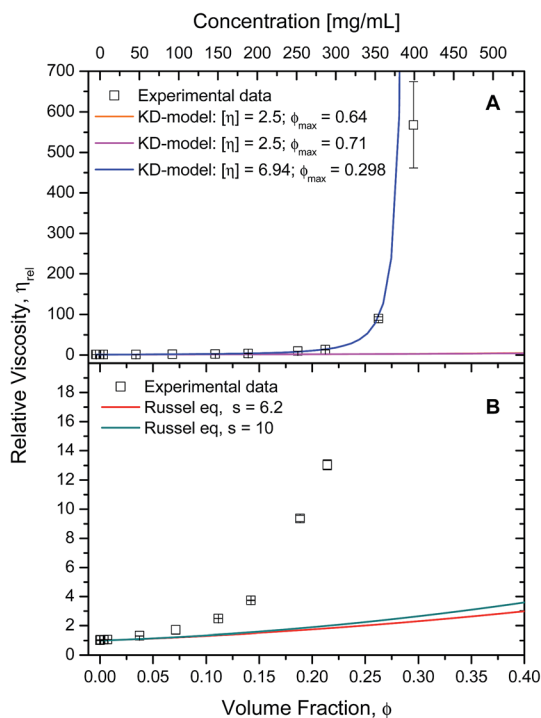 Concentration [mg/mL]
0 50 100 150 200 250 300 350 400 450 500
700
600
500
400
300
200
100
0
Experimental data
KD-model: [η] = 2.5; ϕmax = 0.64
KD-model: [η] = 2.5; ϕmax = 0.71
KD-model: [η] = 6.94; ϕmax = 0.298
A
Relative Viscosity, ηrel
18
16
14
12
10
8
6
4
2
0
Experimental data
Russel eq, s = 6.2
Russel eq, s = 10
B
0.00 0.05 0.10 0.15 0.20 0.25 0.30 0.35 0.40
Volume Fraction, ϕ